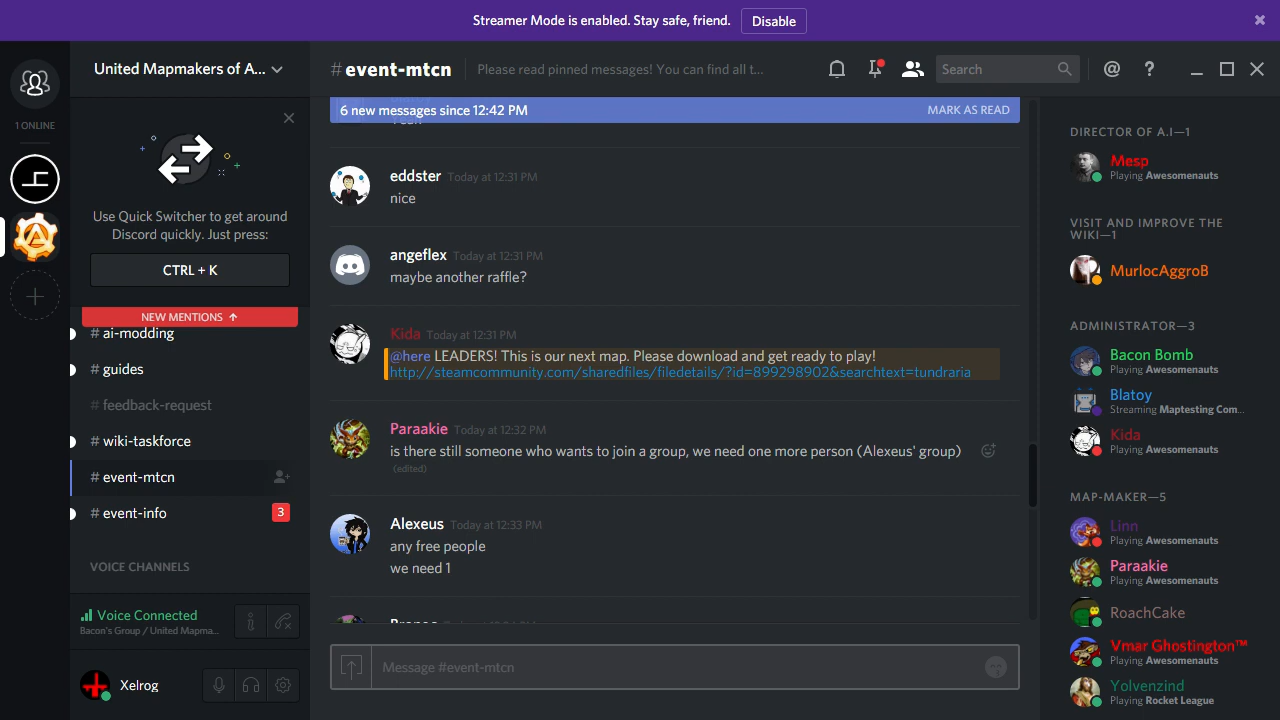 Streamer Mode is enabled. Stay safe, friend. Disable
1 ONLINE
United Mapmakers of A...
Use Quick Switcher to get around
Discord quickly. Just press:
CTRL + K
NEW MENTIONS
# ai-modding
# guides
# feedback-request
# wiki-taskforce
# event-mtcn
# event-info 3
VOICE CHANNELS
Voice Connected
Bacon's Group / United Mapma...
Xelrog
# event-mtcn Please read pinned messages! You can find all t... Search
6 new messages since 12:42 PM MARK AS READ
eddster Today at 12:31 PM
nice
angeflex Today at 12:31 PM
maybe another raffle?
Kida Today at 12:31 PM
@here LEADERS! This is our next map. Please download and get ready to play!
http://steamcommunity.com/sharedfiles/filedetails/?id=899298902&searchtext=tundraria
Paraakie Today at 12:32 PM
is there still someone who wants to join a group, we need one more person (Alexeus' group)
(edited)
Alexeus Today at 12:33 PM
any free people
we need 1
Message #event-mtcn
DIRECTOR OF A.I—1
Mesp
Playing Awesomenauts
VISIT AND IMPROVE THE
WIKI—1
MurlocAggroB
ADMINISTRATOR—3
Bacon Bomb
Playing Awesomenauts
Blatoy
Streaming Maptesting Com...
Kida
Playing Awesomenauts
MAP-MAKER—5
Linn
Playing Awesomenauts
Paraakie
Playing Awesomenauts
RoachCake
Vmar Ghostington™
Playing Awesomenauts
Yolvenzind
Playing Rocket League